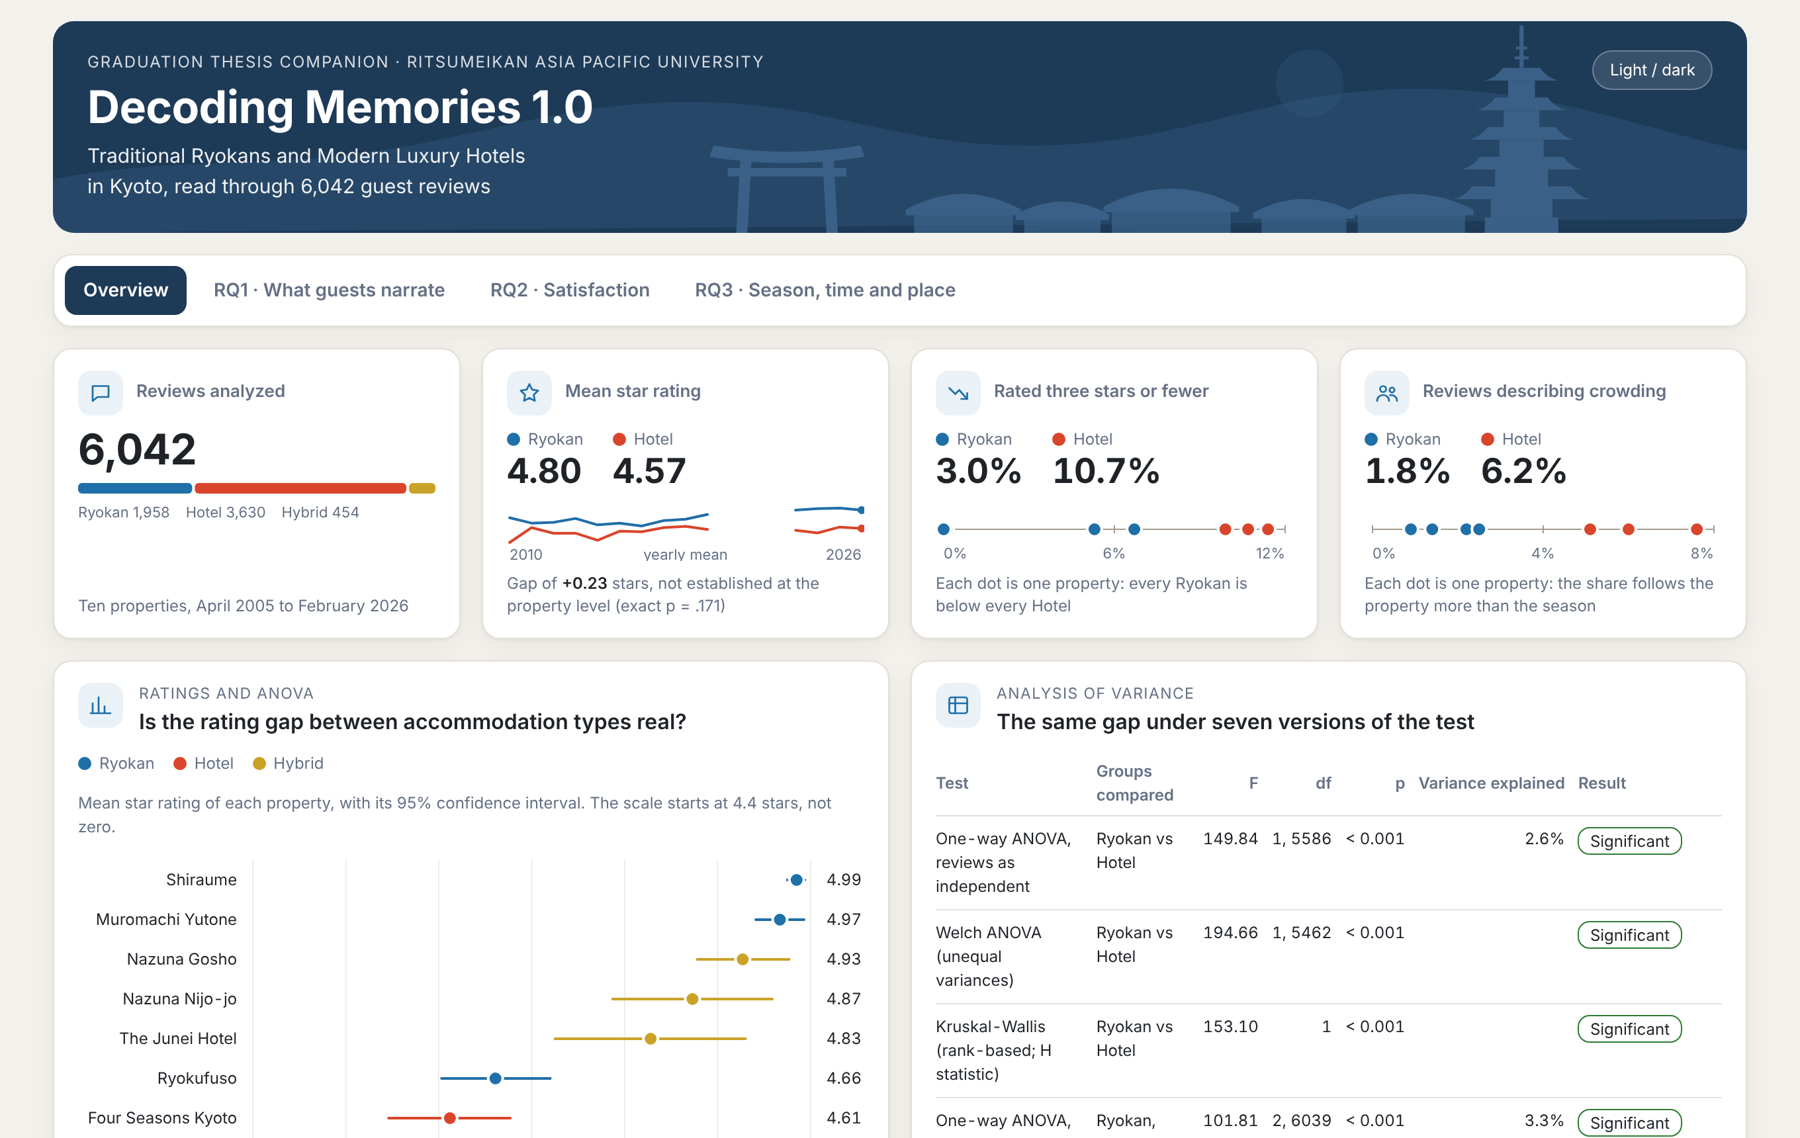 GRADUATION THESIS COMPANION · RITSUMEIKAN ASIA PACIFIC UNIVERSITY
Light / dark
Decoding Memories 1.0
Traditional Ryokans and Modern Luxury Hotels
in Kyoto, read through 6,042 guest reviews
Overview
RQ1 · What guests narrate
RQ2 · Satisfaction
RQ3 · Season, time and place
Reviews analyzed
6,042
Ryokan 1,958 Hotel 3,630 Hybrid 454
Ten properties, April 2005 to February 2026
Mean star rating
Ryokan Hotel
4.80 4.57
2010 yearly mean 2026
Gap of +0.23 stars, not established at the
property level (exact p = .171)
Rated three stars or fewer
Ryokan Hotel
3.0% 10.7%
0% 6% 12%
Each dot is one property: every Ryokan is
below every Hotel
Reviews describing crowding
Ryokan Hotel
1.8% 6.2%
0% 4% 8%
Each dot is one property: the share follows the
property more than the season
RATINGS AND ANOVA
Is the rating gap between accommodation types real?
Ryokan Hotel Hybrid
Mean star rating of each property, with its 95% confidence interval. The scale starts at 4.4 stars, not
zero.
Shiraume 4.99
Muromachi Yutone 4.97
Nazuna Gosho 4.93
Nazuna Nijo-jo 4.87
The Junei Hotel 4.83
Ryokufuso 4.66
Four Seasons Kyoto 4.61
ANALYSIS OF VARIANCE
The same gap under seven versions of the test
Groups
Test compared F df p Variance explained Result
One-way ANOVA, Ryokan vs 149.84 1, 5586 < 0.001 2.6% Significant
reviews as Hotel
independent
Welch ANOVA Ryokan vs 194.66 1, 5462 < 0.001 Significant
(unequal Hotel
variances)
Kruskal-Wallis Ryokan vs 153.10 1 < 0.001 Significant
(rank-based; H Hotel
statistic)
One-way ANOVA, Ryokan, 101.81 2, 6039 < 0.001 3.3% Significant